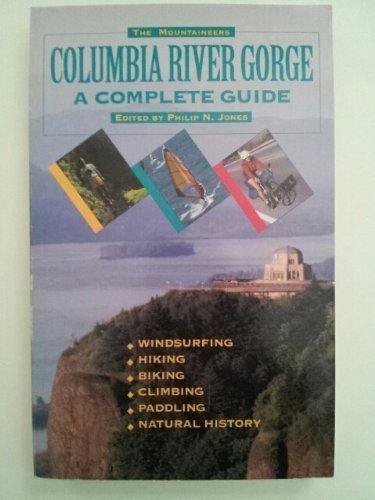 The Mountaineers
COLUMBIA RIVER GORGE
A COMPLETE GUIDE
Edited by Philip N. Jones
WINDSURFING
HIKING
BIKING
CLIMBING
PADDLING
NATURAL HISTORY